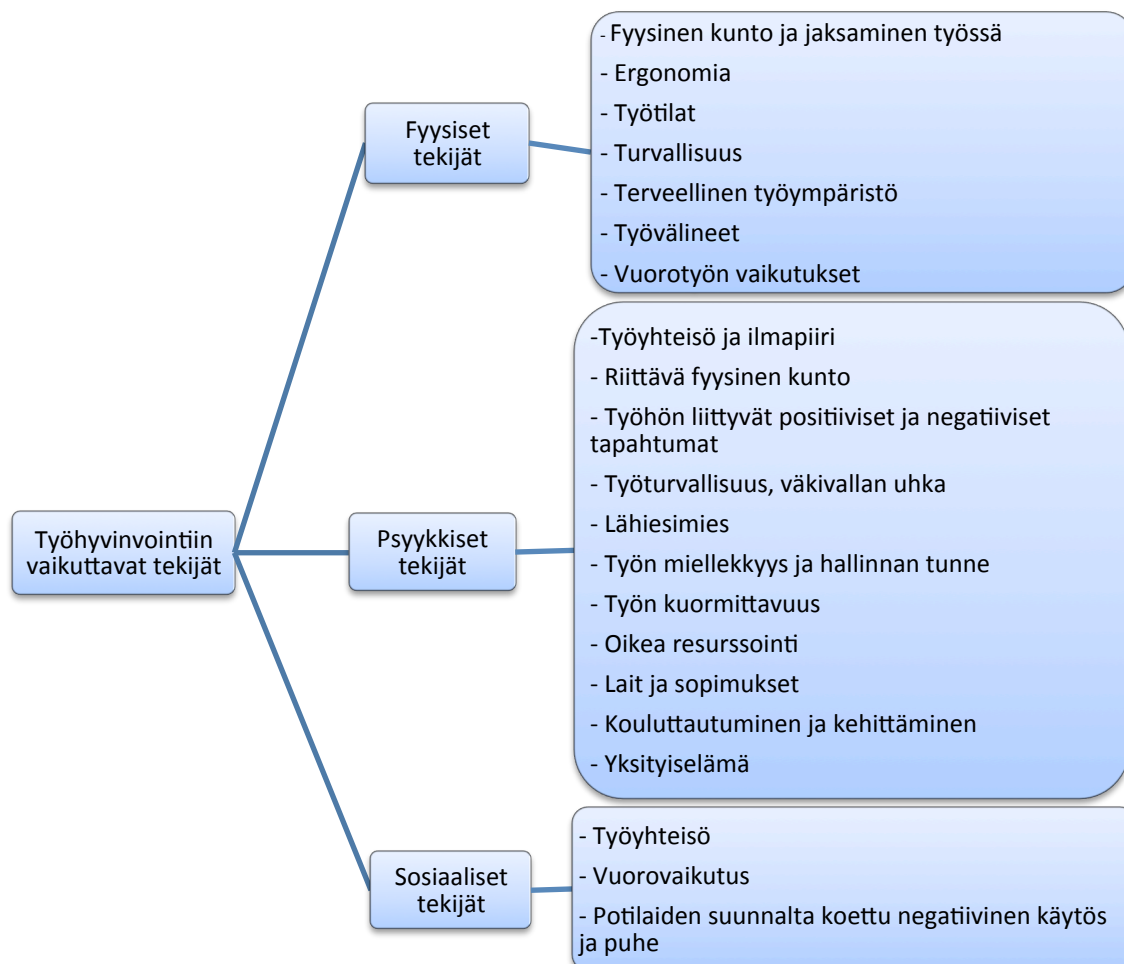 Työhyvinvointiin
vaikuttavat tekijät
Fyysiset
tekijät
- Fyysinen kunto ja jaksaminen työssä
- Ergonomia
- Työtilat
- Turvallisuus
- Terveellinen työympäristö
- Työvälineet
- Vuorotyön vaikutukset
Psyykkiset
tekijät
-Työyhteisö ja ilmapiiri
- Riittävä fyysinen kunto
- Työhön liittyvät positiiviset ja negatiiviset
tapahtumat
- Työturvallisuus, väkivallan uhka
- Lähiesimies
- Työn miellekkyys ja hallinnan tunne
- Työn kuormittavuus
- Oikea resurssointi
- Lait ja sopimukset
- Kouluttautuminen ja kehittäminen
- Yksityiselämä
Sosiaaliset
tekijät
- Työyhteisö
- Vuorovaikutus
- Potilaiden suunnalta koettu negatiivinen käytös
ja puhe